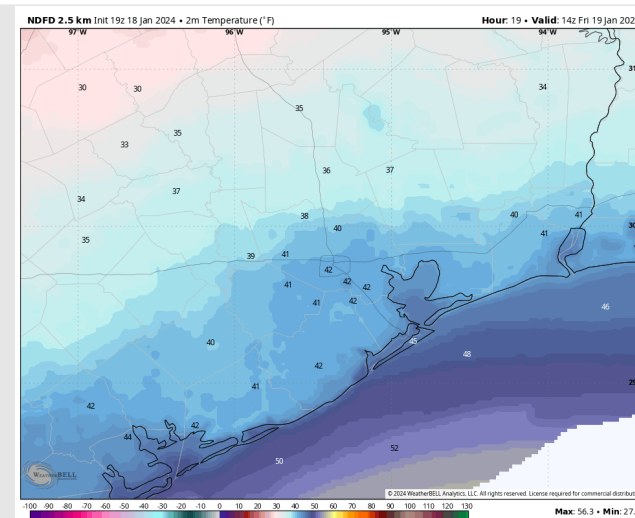 NDFD 2.5 km Init 19z 18 Jan 2024 • 2m Temperature (°F) Hour: 19 • Valid: 14z Fri 19 Jan 202
97°W 96°W 95°W 94°W
31
30 30 34
35
35
33
36 37
37
34
38 40 41
40 30
41
35
39 41
42
41 42 42
41 42
46
40 45
48
42 29
41
42
42
44
52
50
WeatherBELL
© 2024 WeatherBELL Analytics, LLC. All rights reserved. License required for commercial distribut
-100 -90 -80 -70 -60 -50 -40 -30 -20 -10 0 10 20 30 40 50 60 70 80 90 100 110 120 130
Max: 56.3 • Min: 27.